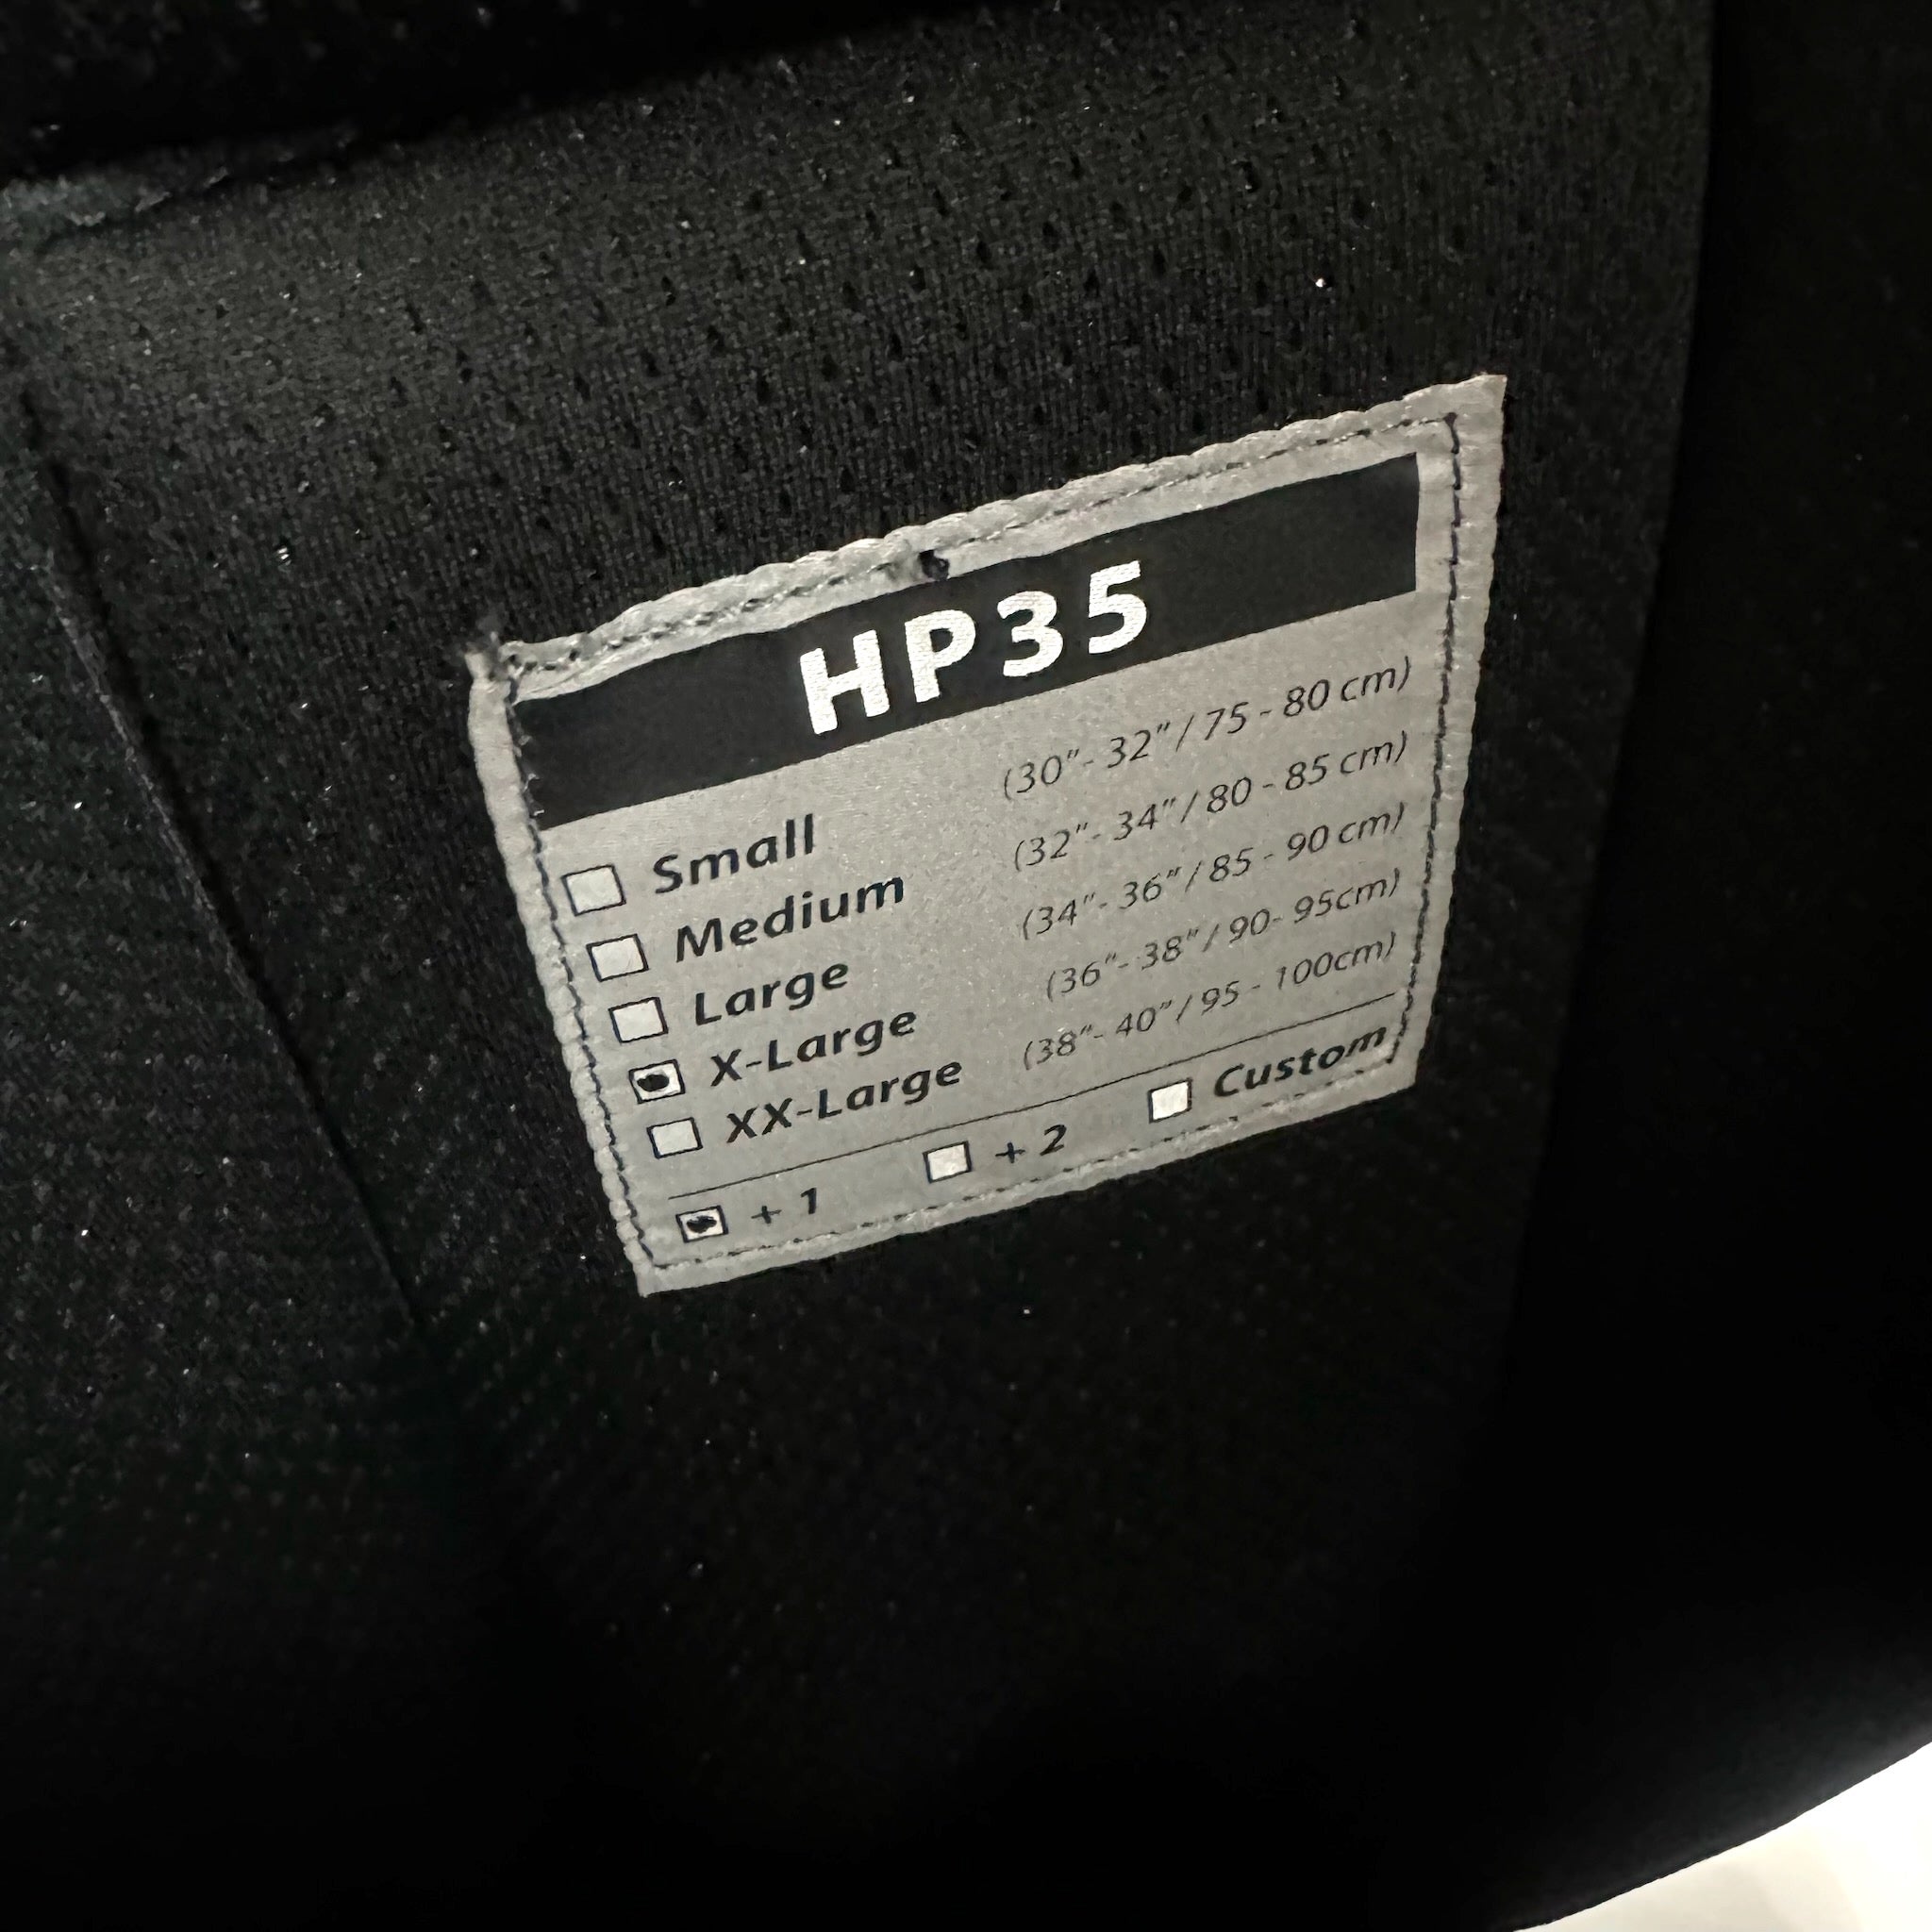 HP35
☐ Small (30"- 32" / 75 - 80 cm)
☐ Medium (32"- 34" / 80 - 85 cm)
☐ Large (34"- 36" / 85 - 90 cm)
☒ X-Large (36"- 38" / 90- 95cm)
☐ XX-Large (38"- 40" / 95 - 100cm)
☒ + 1 ☐ + 2 ☐ Custom